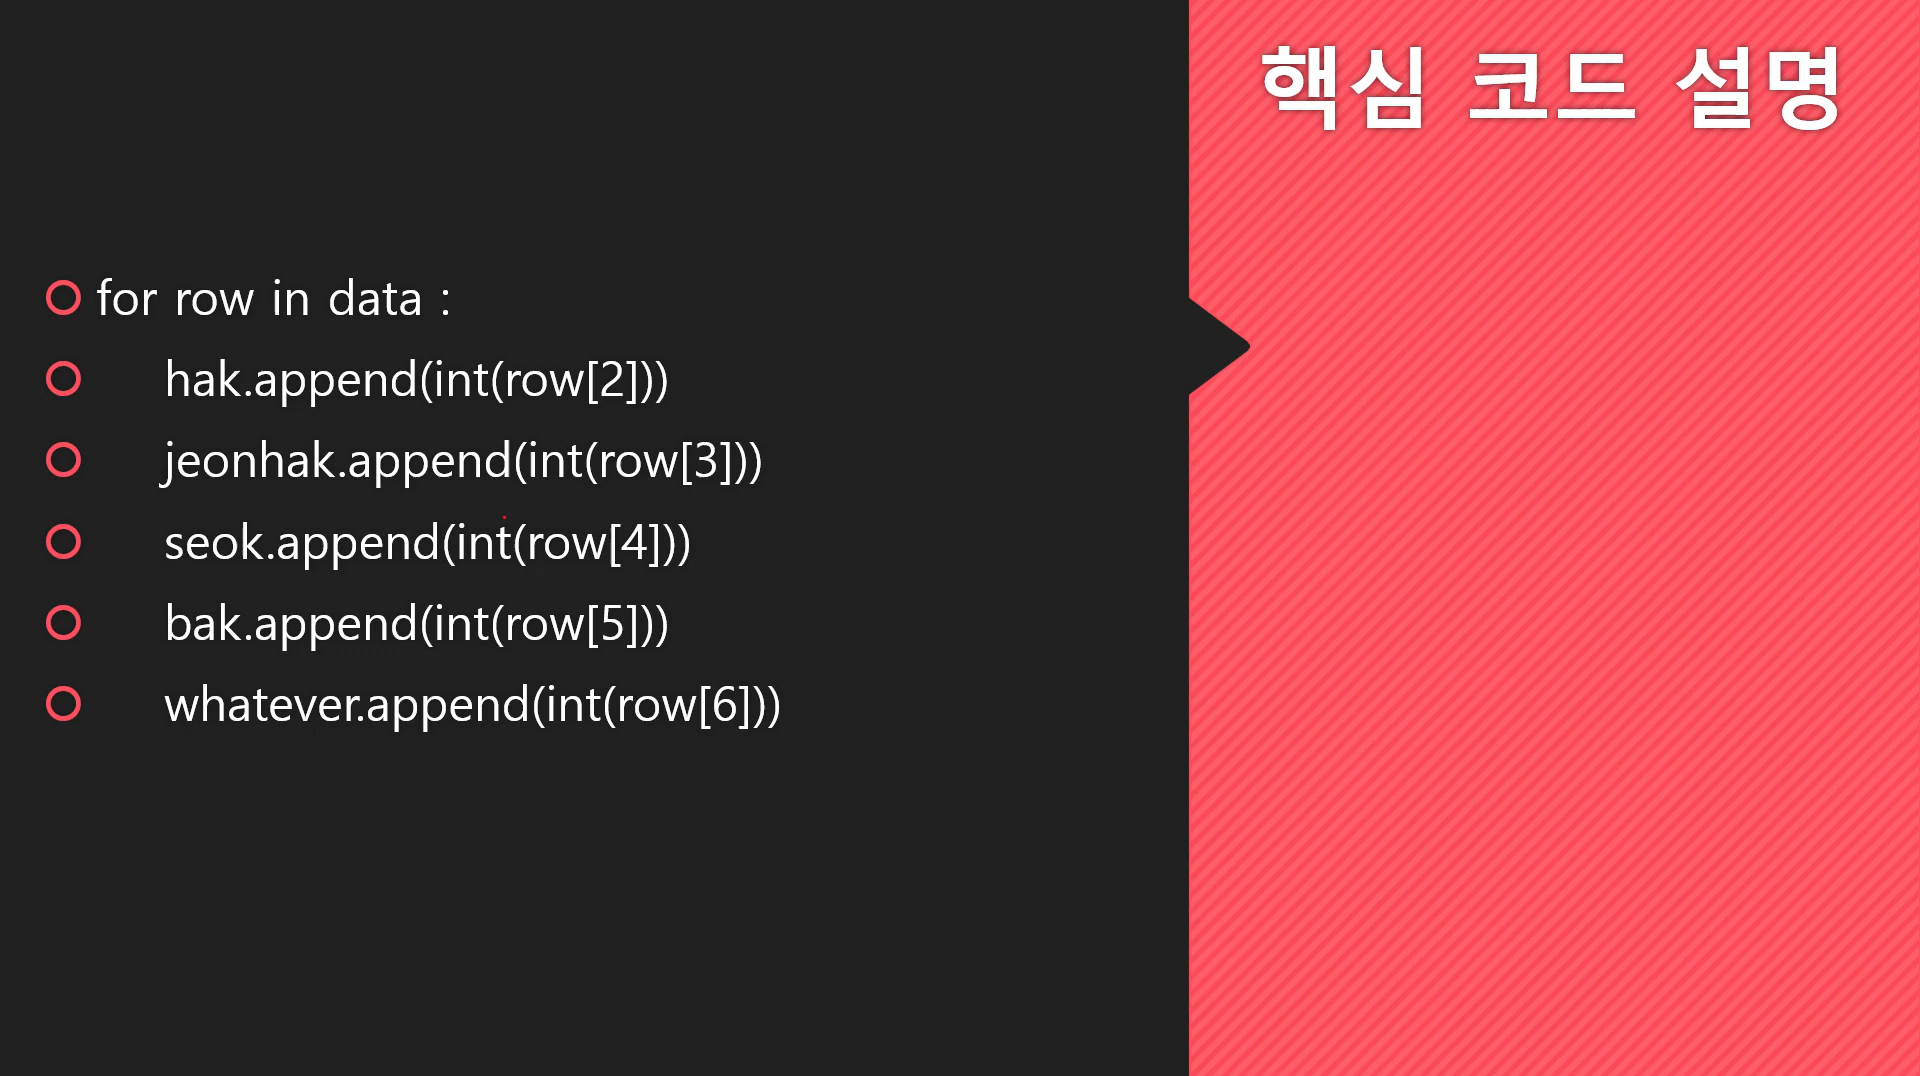 핵심 코드 설명
for row in data :
hak.append(int(row[2]))
jeonhak.append(int(row[3]))
seok.append(int(row[4]))
bak.append(int(row[5]))
whatever.append(int(row[6]))